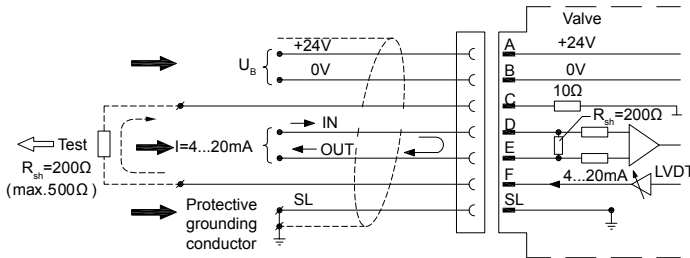 Valve
+24V
A
+24V
U_B
0V
B
0V
C
10Ω
IN
D
R_sh=200Ω
Test
I=4...20mA
OUT
E
R_sh=200Ω
(max.500Ω)
F
4...20mA
LVDT
Protective
grounding
conductor
SL
SL